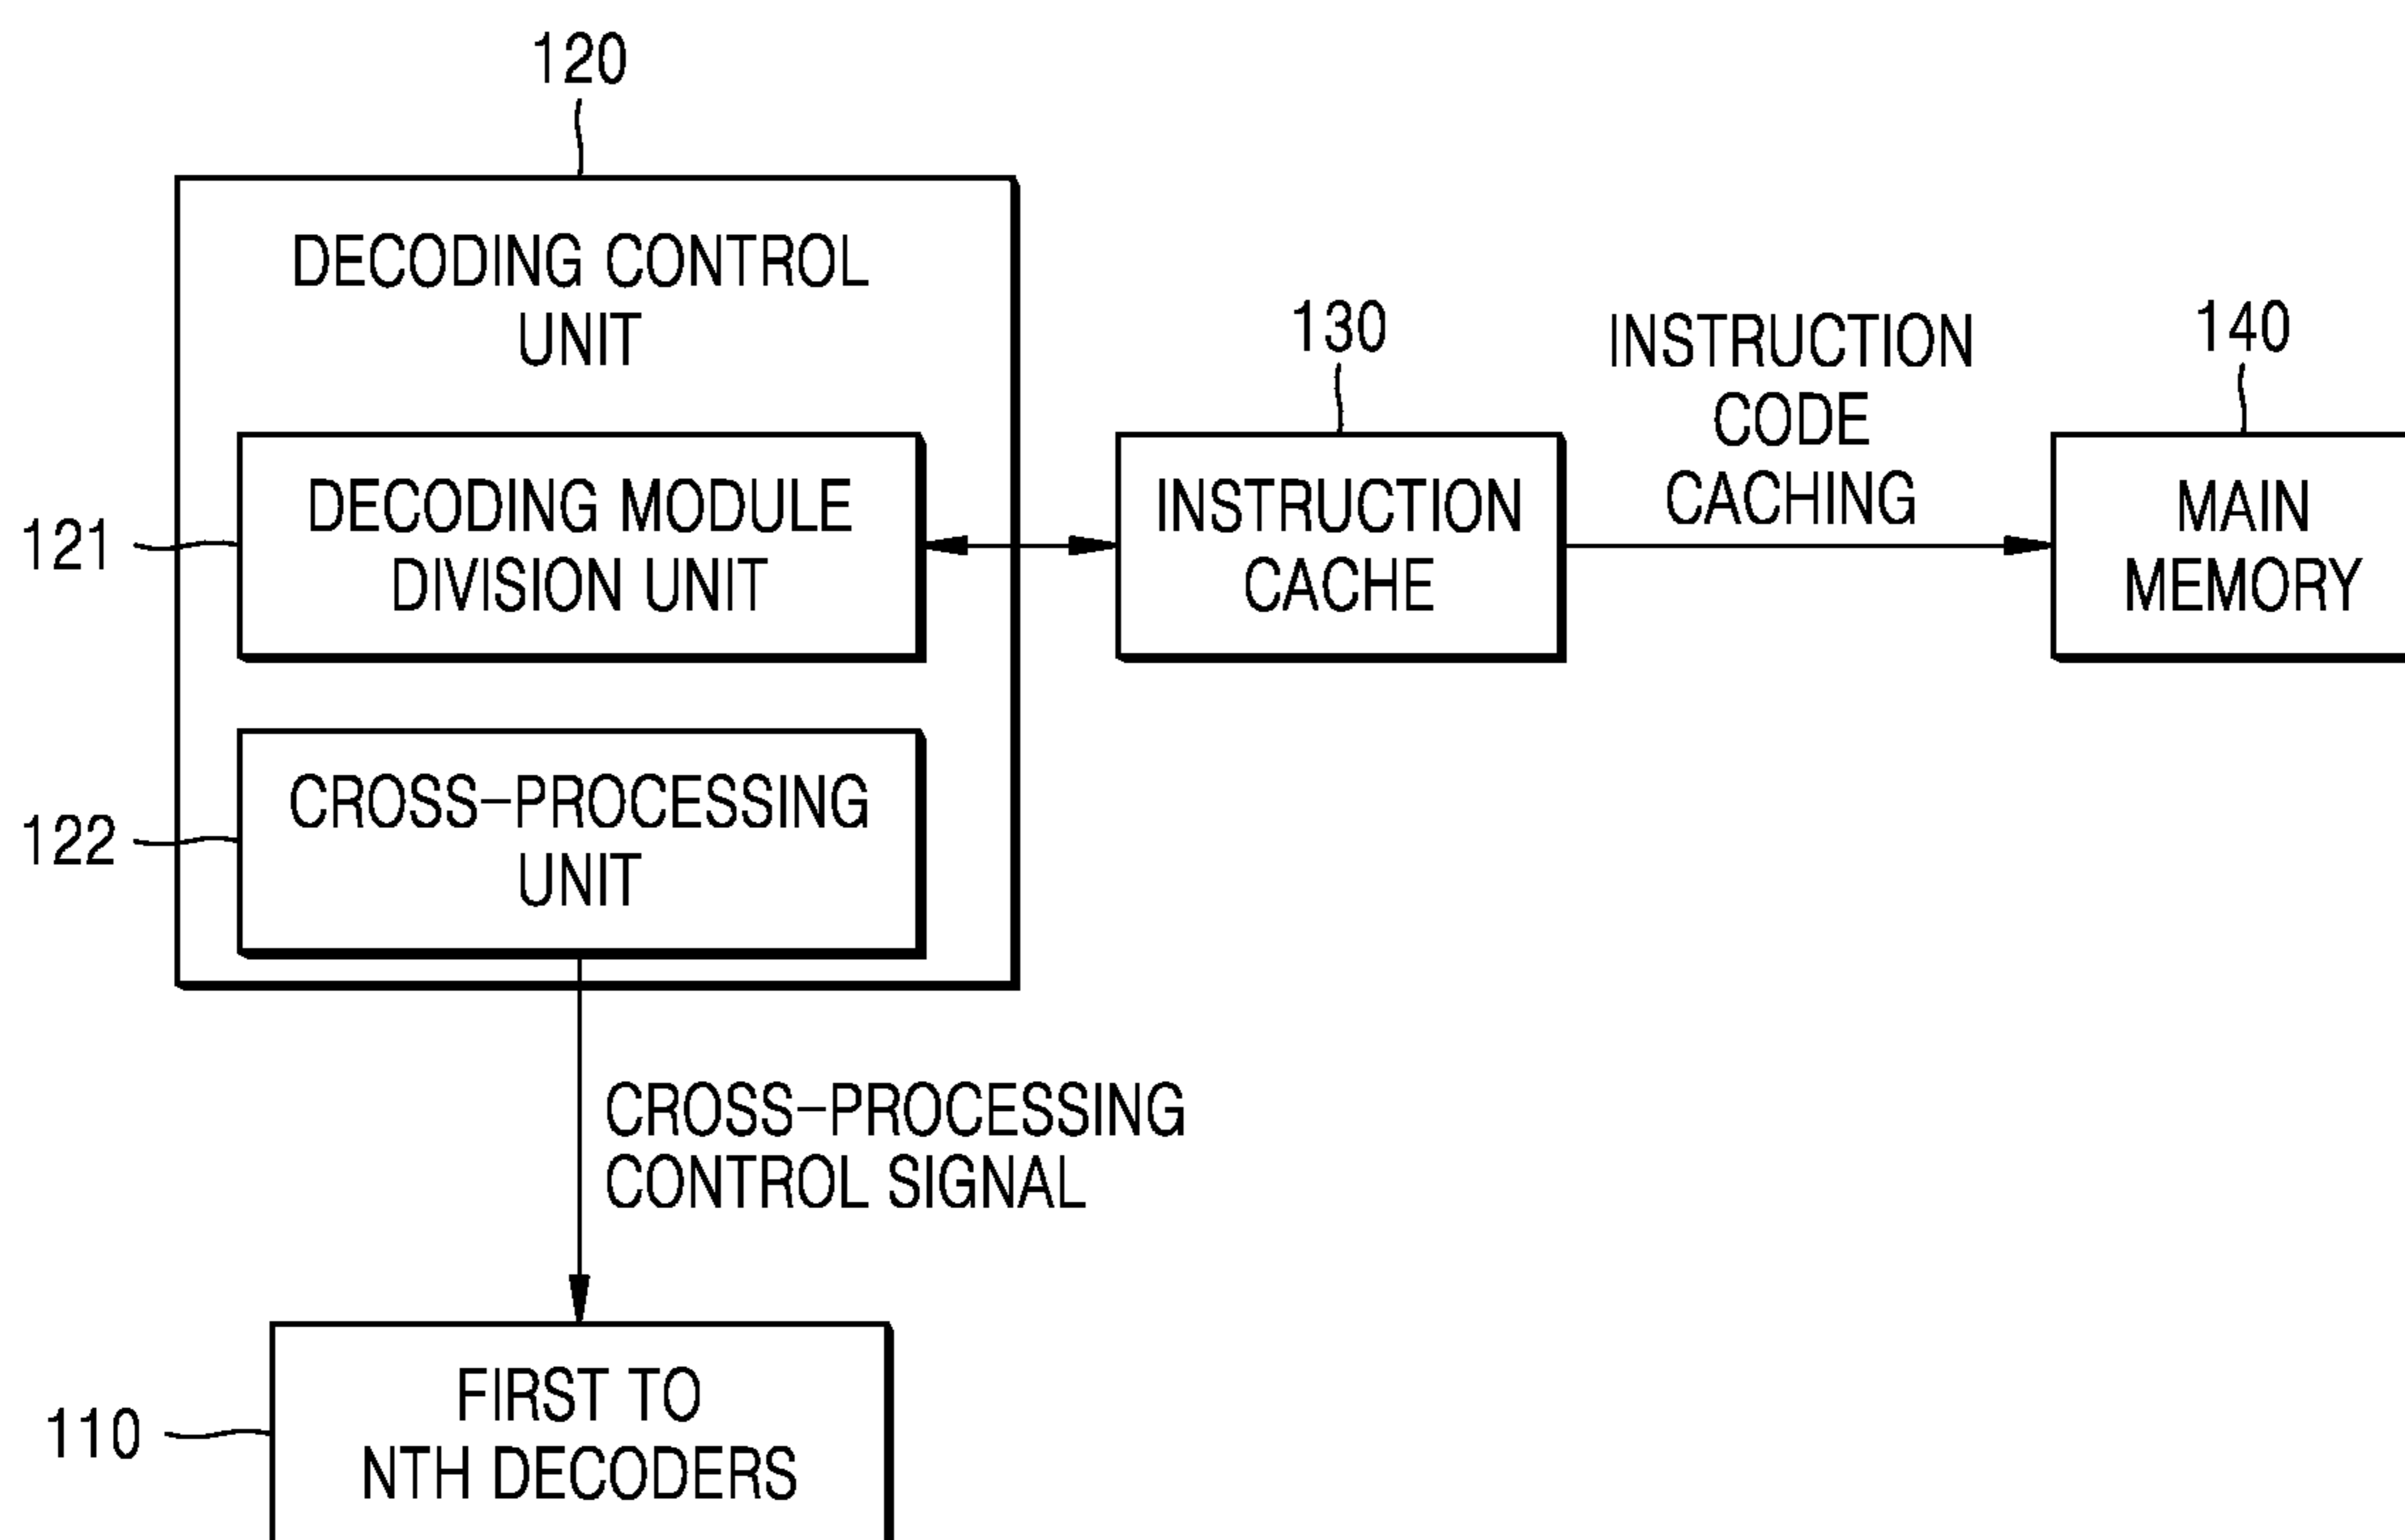 120
DECODING CONTROL
UNIT
121
DECODING MODULE
DIVISION UNIT
122
CROSS-PROCESSING
UNIT
130
INSTRUCTION
CACHE
INSTRUCTION
CODE
CACHING
140
MAIN
MEMORY
CROSS-PROCESSING
CONTROL SIGNAL
110
FIRST TO
NTH DECODERS